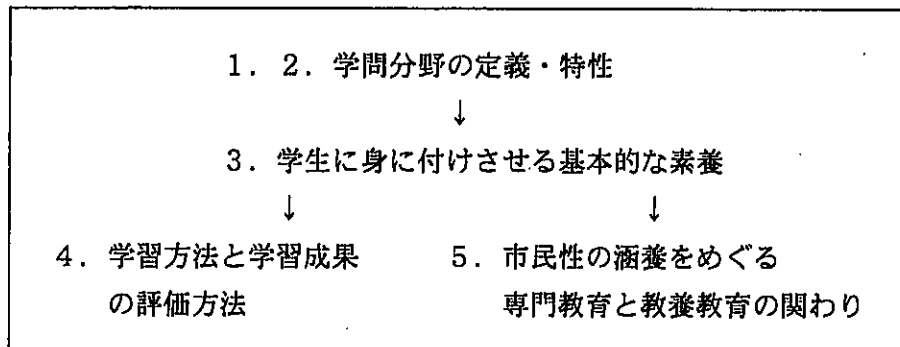 1．2．学問分野の定義・特性
↓
3．学生に身に付けさせる基本的な素養
↓ ↓
4．学習方法と学習成果 5．市民性の涵養をめぐる
の評価方法 専門教育と教養教育の関わり